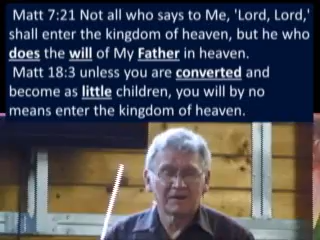 Matt 7:21 Not all who says to Me, 'Lord, Lord,'
shall enter the kingdom of heaven, but he who
does the will of My Father in heaven.
Matt 18:3 unless you are converted and
become as little children, you will by no
means enter the kingdom of heaven.